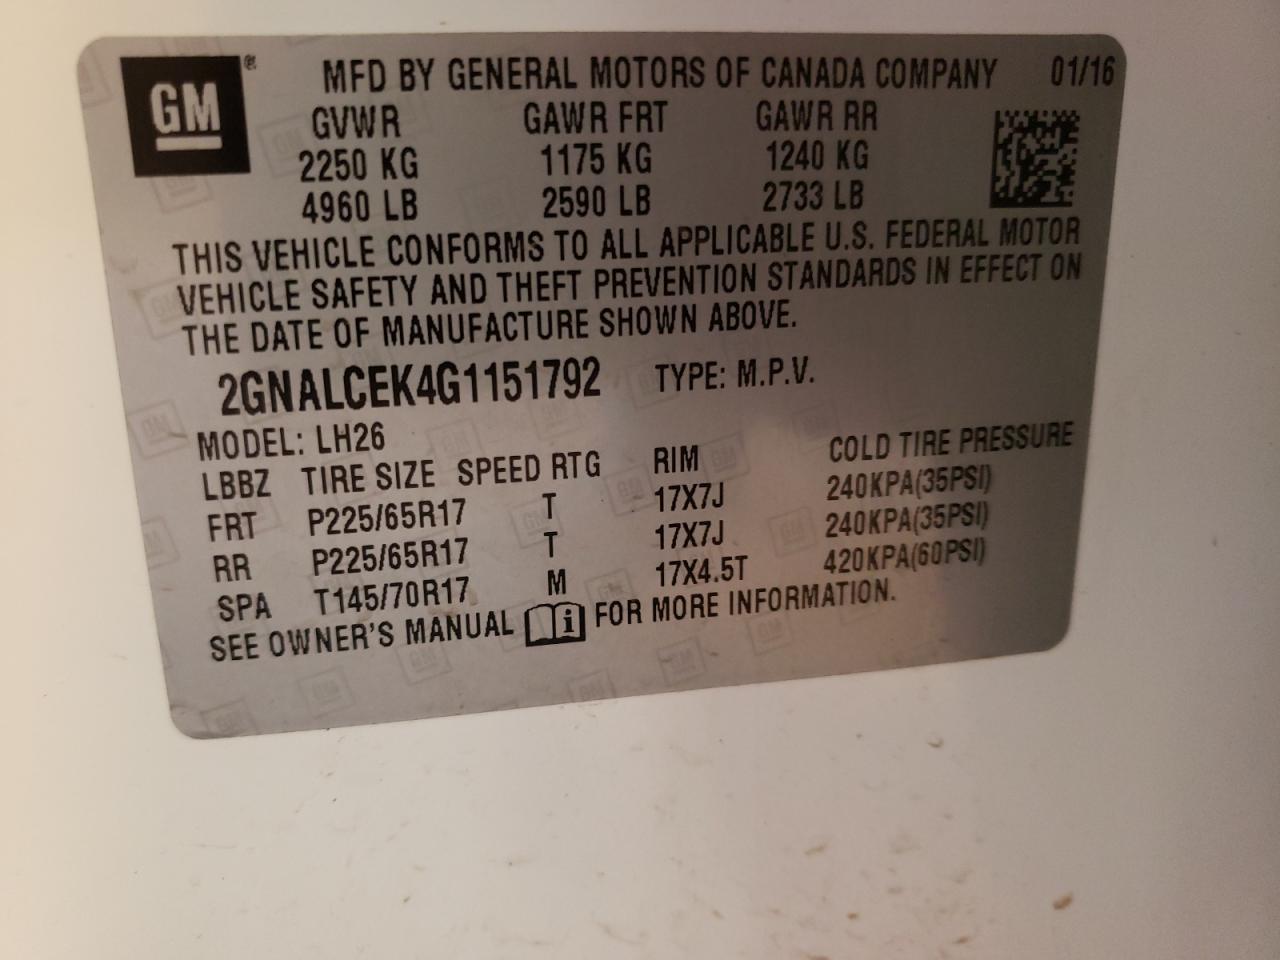 GM ® MFD BY GENERAL MOTORS OF CANADA COMPANY 01/16
GVWR GAWR FRT GAWR RR
2250 KG 1175 KG 1240 KG
4960 LB 2590 LB 2733 LB
THIS VEHICLE CONFORMS TO ALL APPLICABLE U.S. FEDERAL MOTOR
VEHICLE SAFETY AND THEFT PREVENTION STANDARDS IN EFFECT ON
THE DATE OF MANUFACTURE SHOWN ABOVE.
2GNALCEK4G1151792 TYPE: M.P.V.
MODEL: LH26
LBBZ TIRE SIZE SPEED RTG RIM COLD TIRE PRESSURE
FRT P225/65R17 T 17X7J 240KPA(35PSI)
RR P225/65R17 T 17X7J 240KPA(35PSI)
SPA T145/70R17 M 17X4.5T 420KPA(60PSI)
SEE OWNER'S MANUAL i FOR MORE INFORMATION.